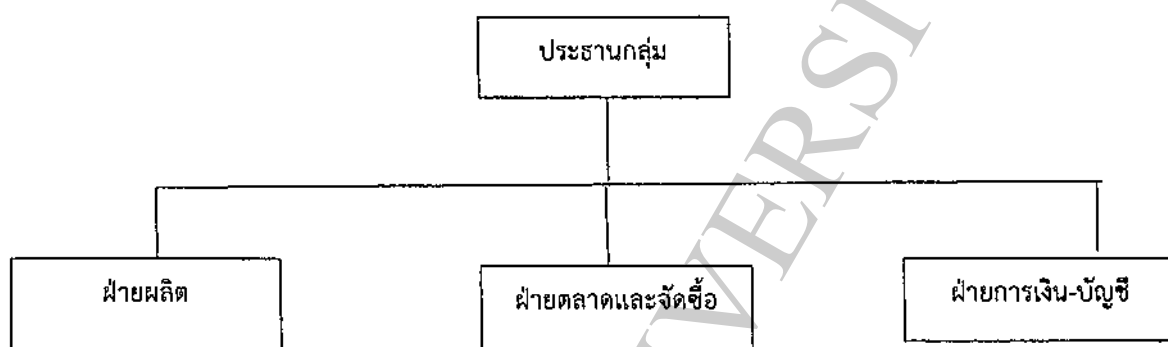 ประธานกลุ่ม
ฝ่ายผลิต
ฝ่ายตลาดและจัดซื้อ
ฝ่ายการเงิน-บัญชี
VERSI